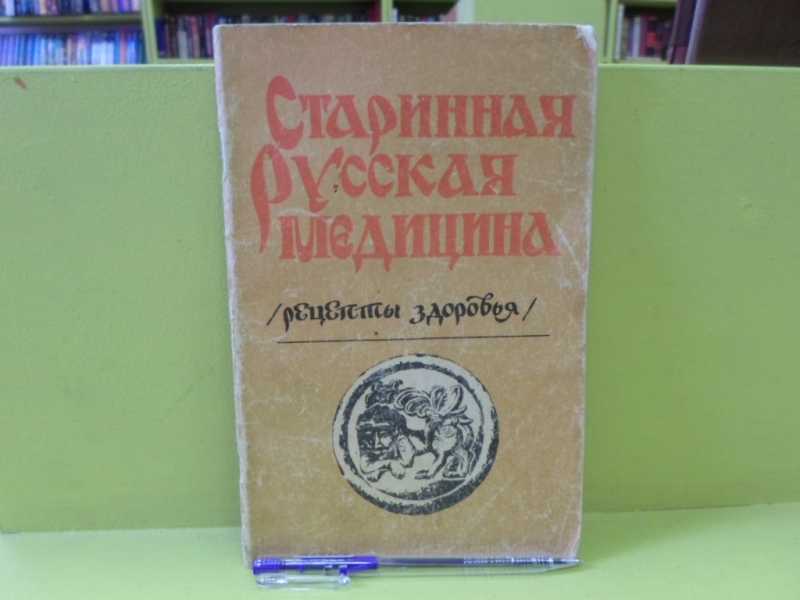 Старинная
Русская
медицина
/рецепты здоровья/